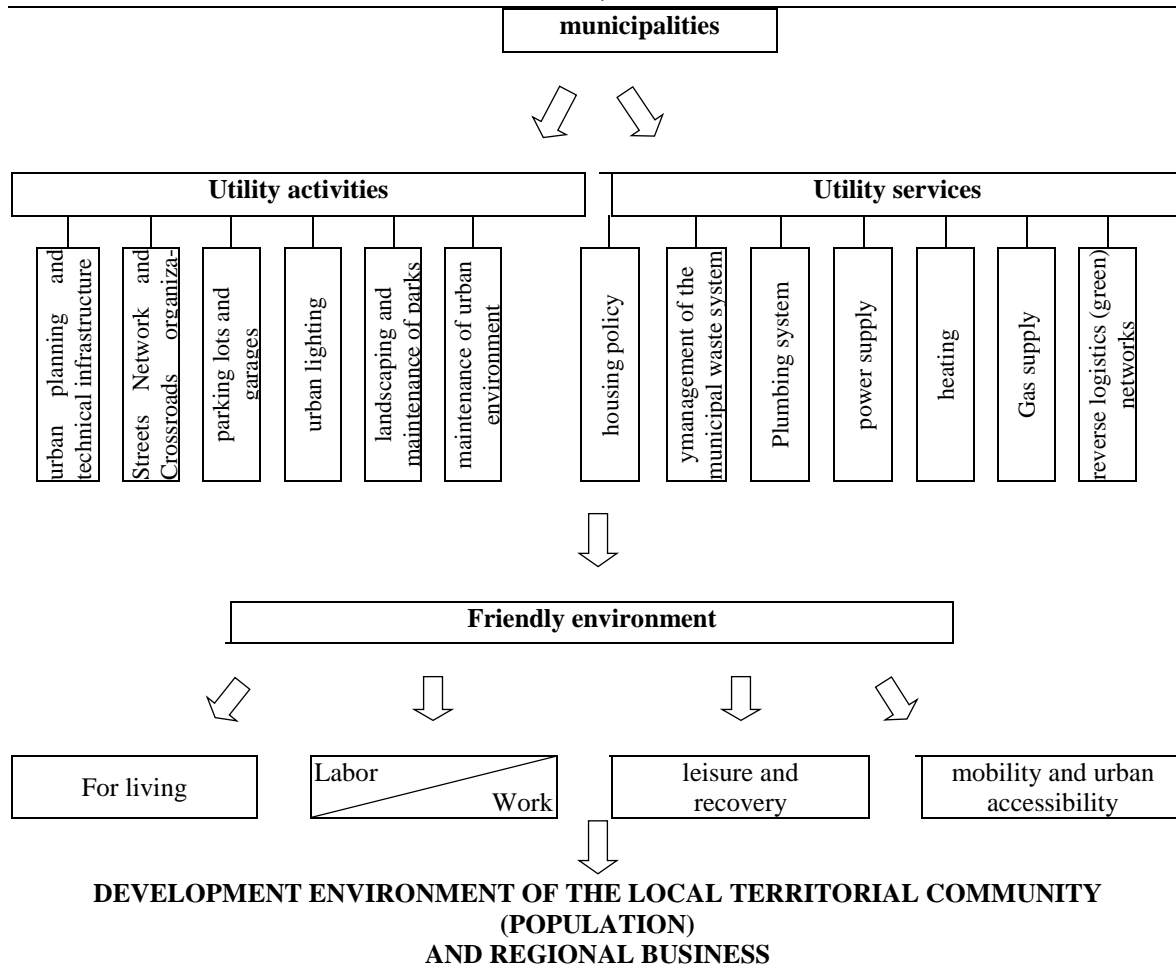 municipalities
Utility activities
Utility services
urban planning and
technical infrastructure
Streets Network and
Crossroads organiza-
parking lots and
garages
urban lighting
landscaping and
maintenance of parks
maintenance of urban
environment
housing policy
ymanagement of the
municipal waste system
Plumbing system
power supply
heating
Gas supply
reverse logistics (green)
networks
Friendly environment
For living
Labor
Work
leisure and
recovery
mobility and urban
accessibility
DEVELOPMENT ENVIRONMENT OF THE LOCAL TERRITORIAL COMMUNITY
(POPULATION)
AND REGIONAL BUSINESS